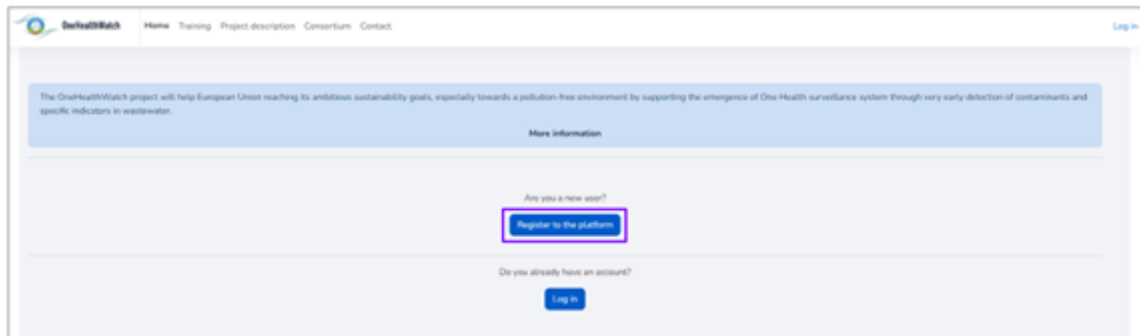 OneHealthWatch Home Training Project description Consortium Contact Log in
The OneHealthWatch project will help European Union reaching its ambitious sustainability goals, especially towards a pollution-free environment by supporting the emergence of One Health surveillance system through very early detection of contaminants and
specific indicators in wastewater.
More information
Are you a new user?
Register to the platform
Do you already have an account?
Log in